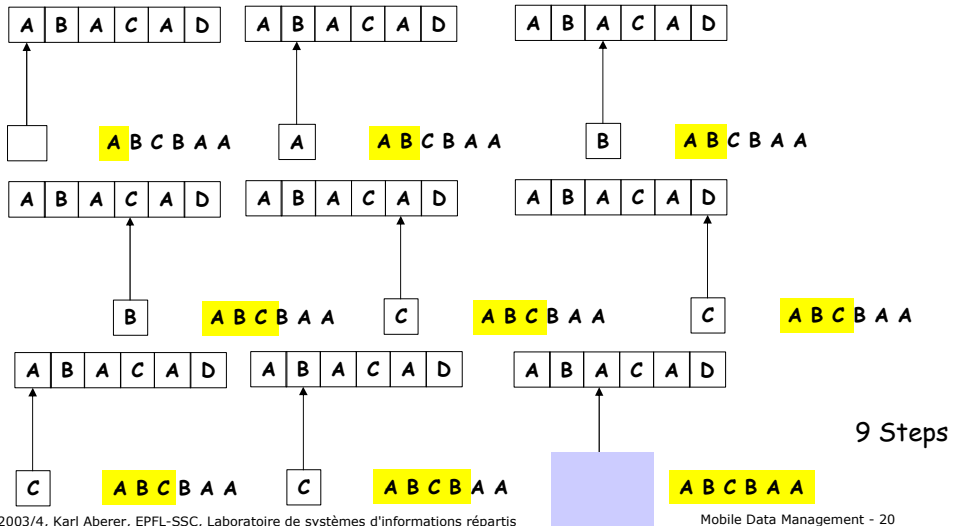 A B A C A D A B A C A D A B A C A D
A B C B A A A A B C B A A B A B C B A A
A B A C A D A B A C A D A B A C A D
B A B C B A A C A B C B A A C A B C B A A
A B A C A D A B A C A D A B A C A D
9 Steps
C A B C B A A C A B C B A A A B C B A A
2003/4, Karl Aberer, EPFL-SSC, Laboratoire de systèmes d'informations répartis Mobile Data Management - 20